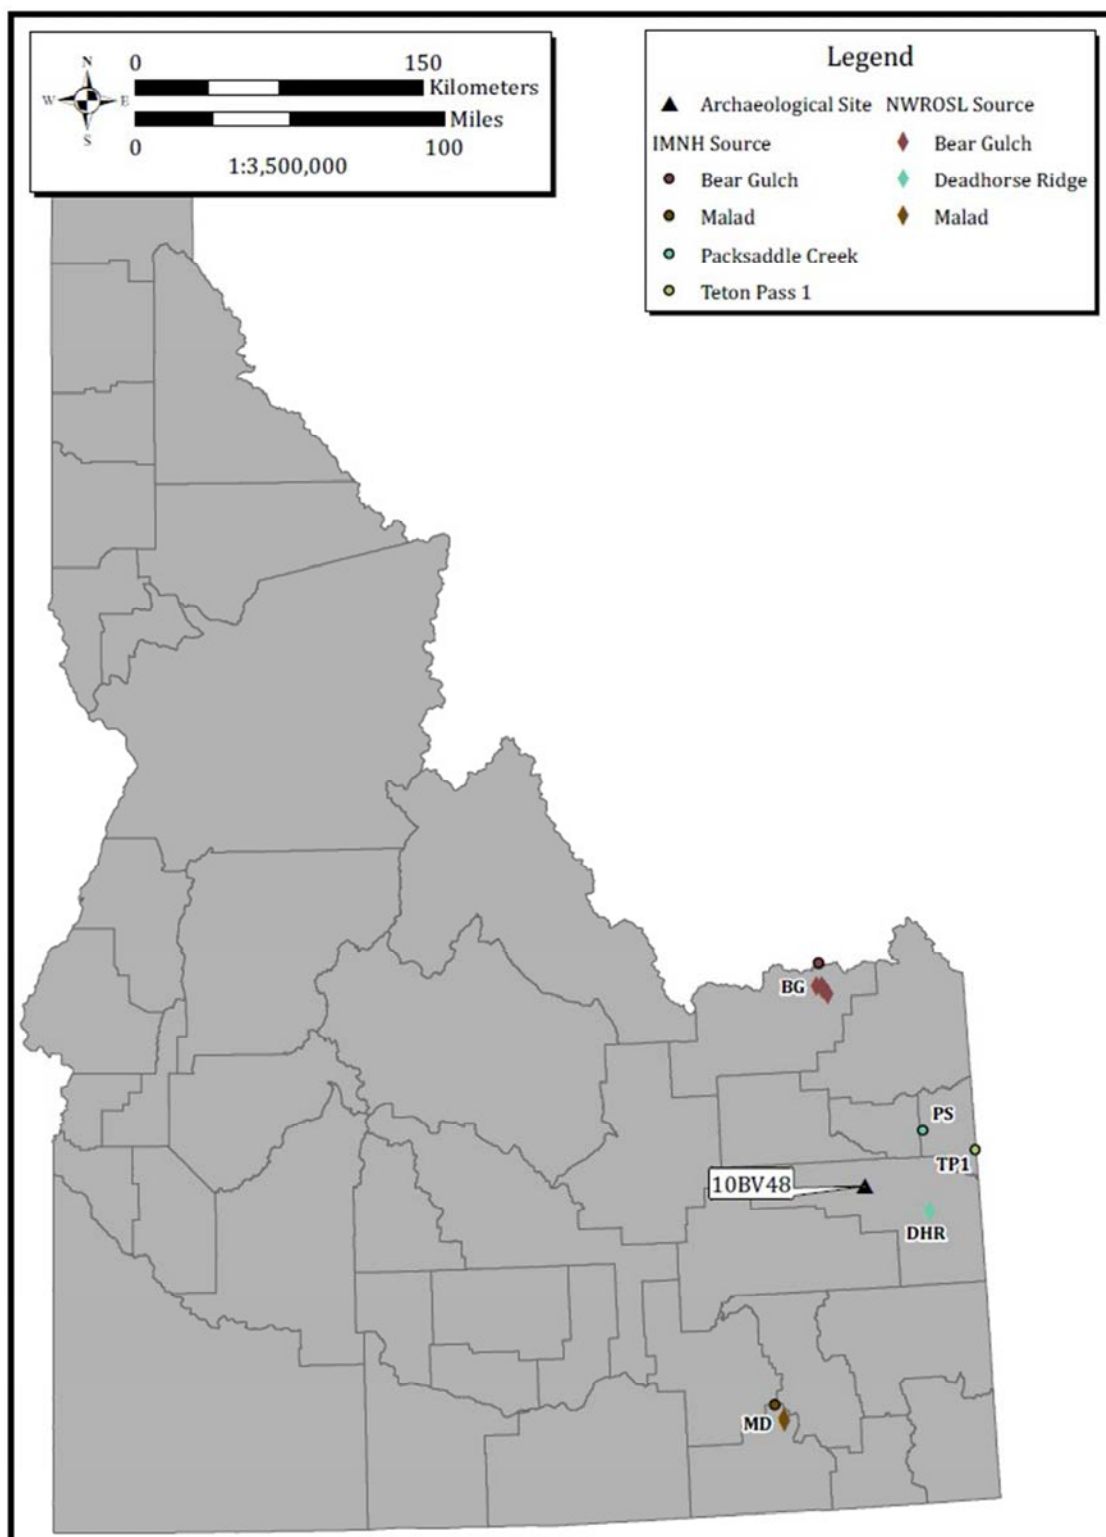 N
W E
S
0 150
Kilometers
Miles
0 100
1:3,500,000
Legend
Archaeological Site
IMNH Source
Bear Gulch
Malad
Packsaddle Creek
Teton Pass 1
NWROSL Source
Bear Gulch
Deadhorse Ridge
Malad
BG
PS
TP1
10BV48
DHR
MD